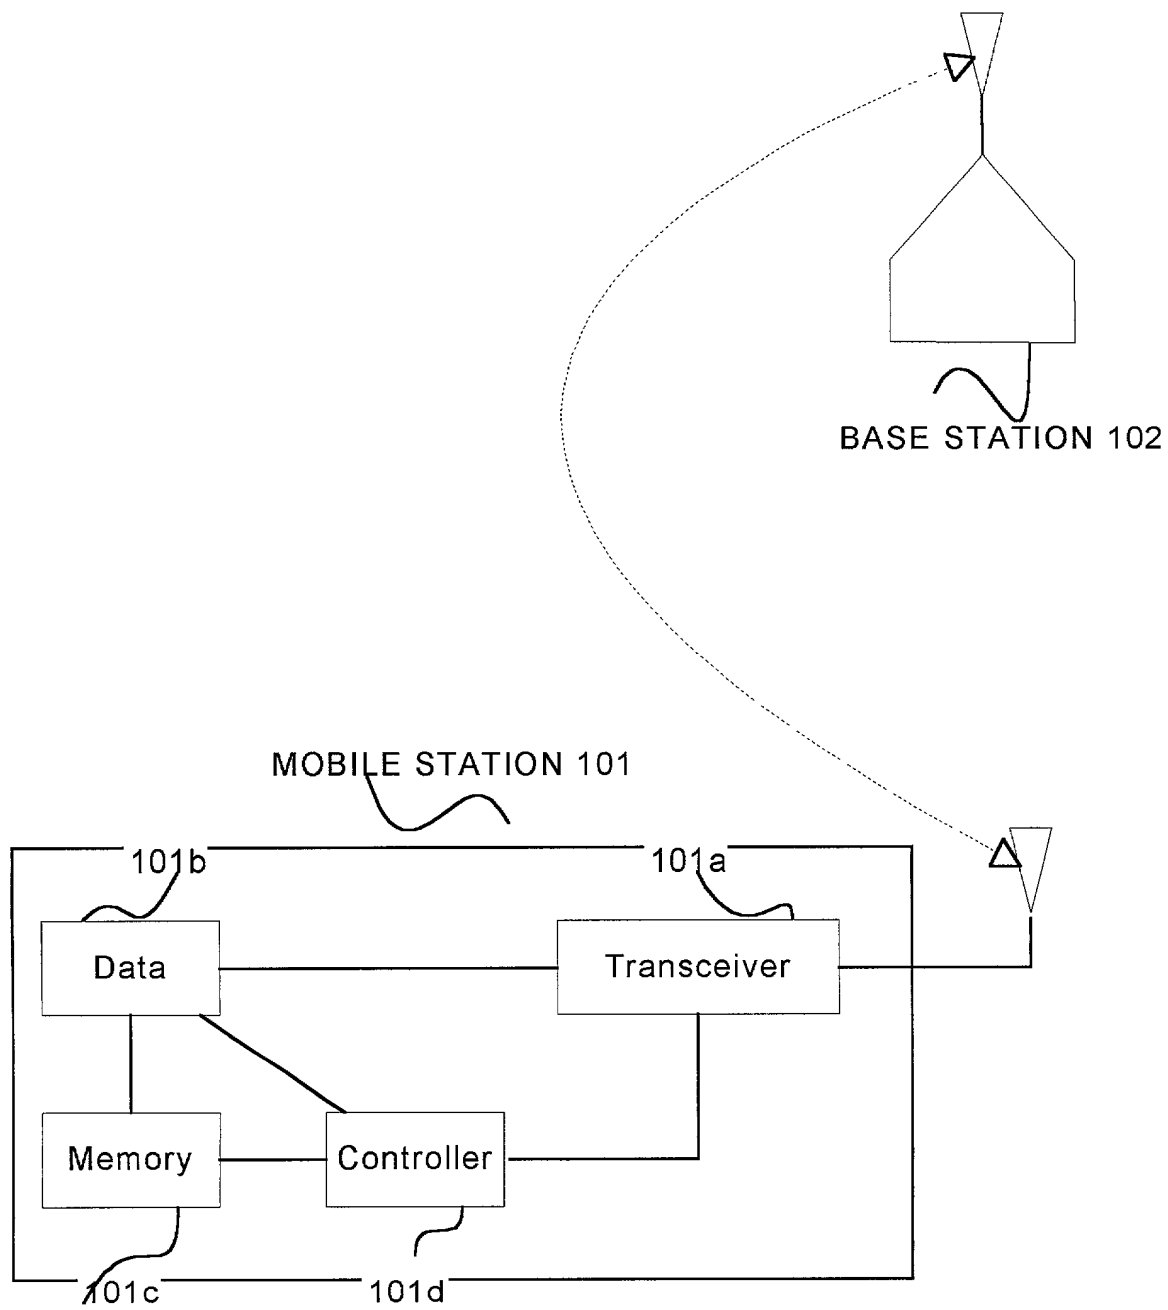 BASE STATION 102
MOBILE STATION 101
101b
101a
Data
Transceiver
Memory
Controller
101c
101d